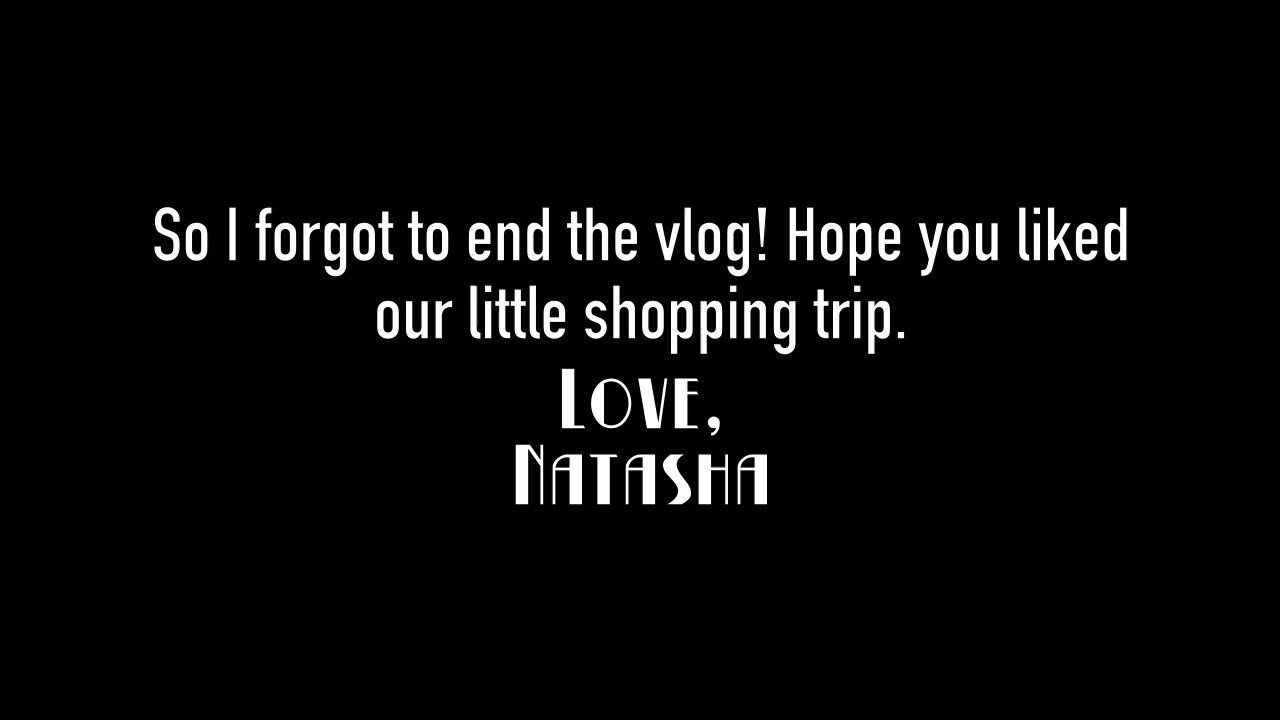 So I forgot to end the vlog! Hope you liked
our little shopping trip.
Love,
Natasha